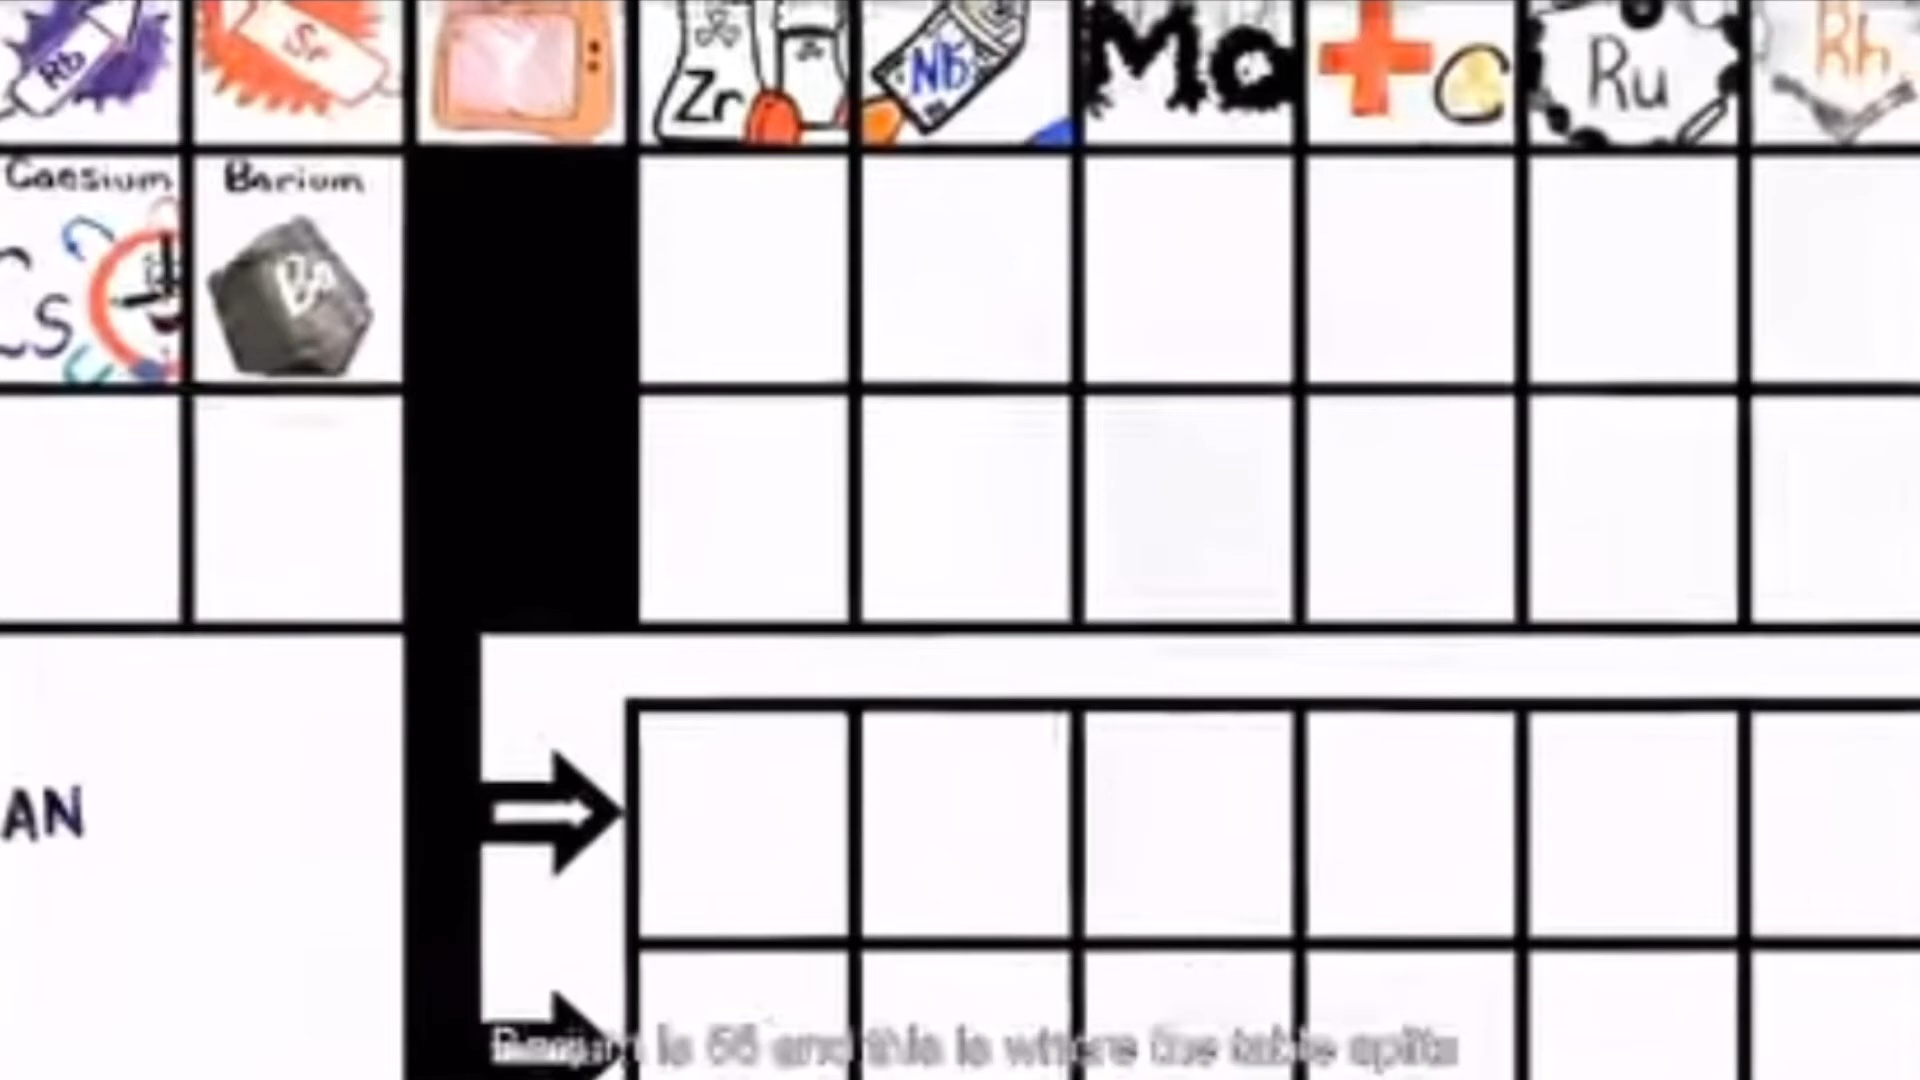 Rb Sr Y Zr Nb Mo C Ru Rh
Caesium Barium
Cs Ba
AN
Barium is 56 and this is where the table splits